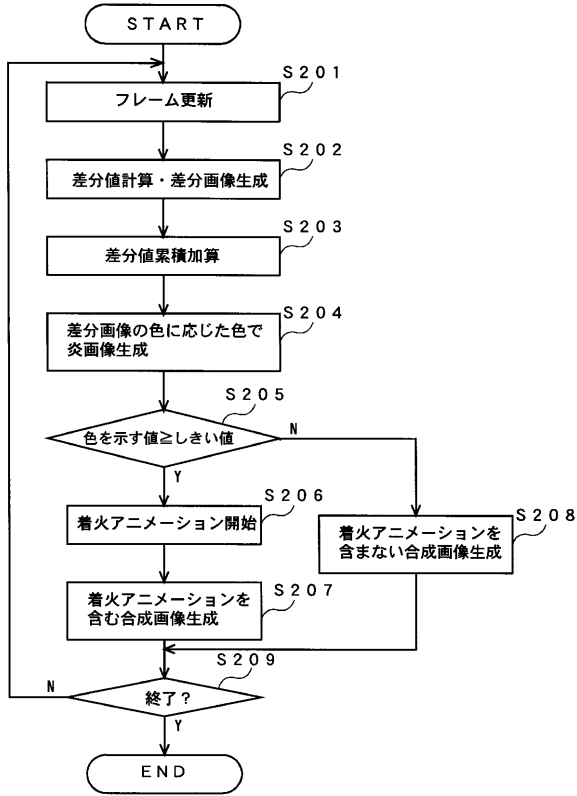 START
S201
フレーム更新
S202
差分値計算・差分画像生成
S203
差分値累積加算
S204
差分画像の色に応じた色で
炎画像生成
S205
色を示す値≧しきい値
N
Y
S206
着火アニメーション開始
S208
着火アニメーションを
含まない合成画像生成
S207
着火アニメーションを
含む合成画像生成
S209
N
終了?
Y
END